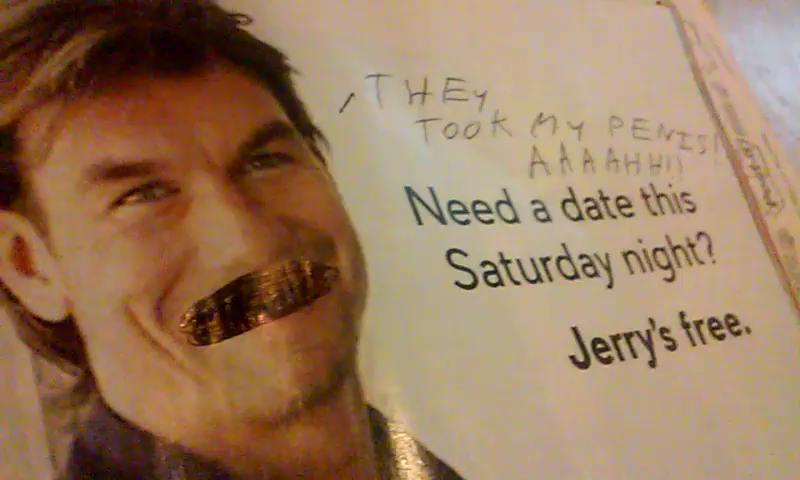 THEY
TOOK MY PENIS!
AAAAHH!!
Need a date this
Saturday night?
Jerry's free.